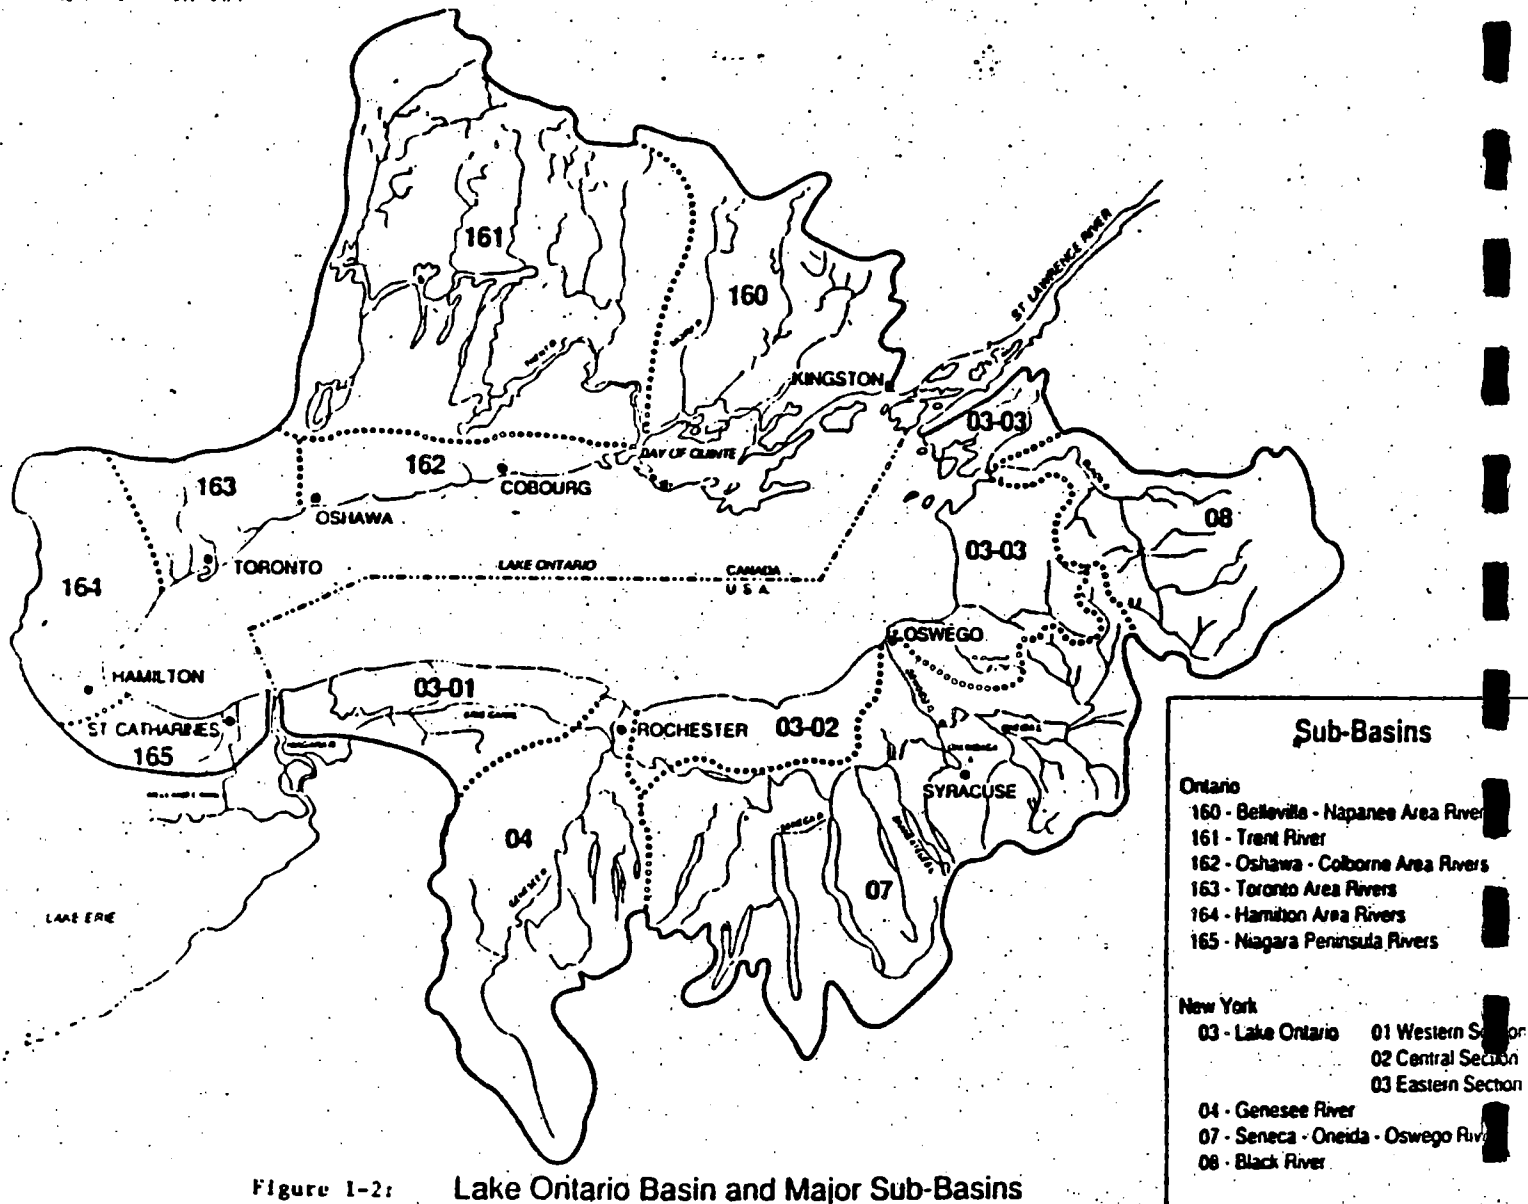 161
160
ST LAWRENCE RIVER
KINGSTON
03-03
162
BAY OF QUINTE
163
COBOURG
OSHAWA
08
03-03
TORONTO
LAKE ONTARIO
CANADA
U S A
164
OSWEGO
HAMILTON
03-01
ST CATHARINES
ROCHESTER
03-02
165
SYRACUSE
04
07
LAKE ERIE
Sub-Basins
Ontario
160 - Belleville - Napanee Area River
161 - Trent River
162 - Oshawa - Colborne Area Rivers
163 - Toronto Area Rivers
164 - Hamilton Area Rivers
165 - Niagara Peninsula Rivers
New York
03 - Lake Ontario 01 Western
02 Central Section
03 Eastern Section
04 - Genesee River
07 - Seneca - Oneida - Oswego
08 - Black River
Figure 1-2: Lake Ontario Basin and Major Sub-Basins